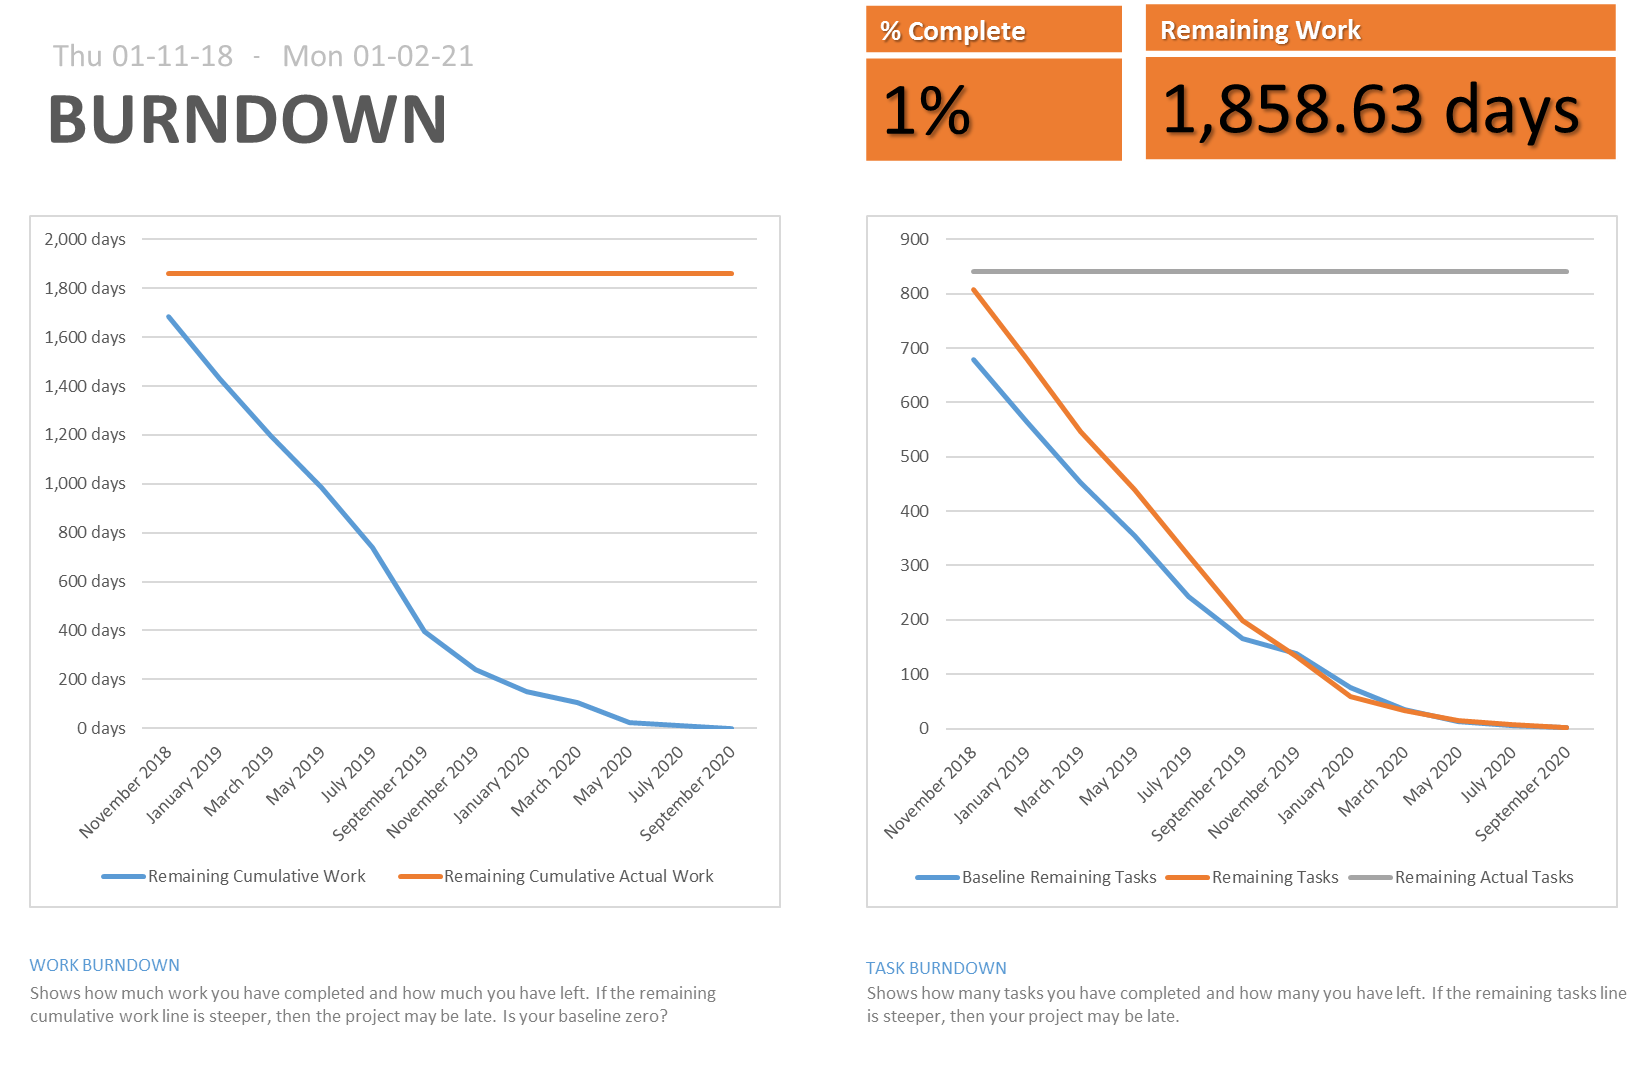 Thu 01-11-18 - Mon 01-02-21
BURNDOWN
% Complete
1%
Remaining Work
1,858.63 days
2,000 days
1,800 days
1,600 days
1,400 days
1,200 days
1,000 days
800 days
600 days
400 days
200 days
0 days
November 2018
January 2019
March 2019
May 2019
July 2019
September 2019
November 2019
January 2020
March 2020
May 2020
July 2020
September 2020
Remaining Cumulative Work
Remaining Cumulative Actual Work
900
800
700
600
500
400
300
200
100
0
November 2018
January 2019
March 2019
May 2019
July 2019
September 2019
November 2019
January 2020
March 2020
May 2020
July 2020
September 2020
Baseline Remaining Tasks
Remaining Tasks
Remaining Actual Tasks
WORK BURNDOWN
Shows how much work you have completed and how much you have left. If the remaining
cumulative work line is steeper, then the project may be late. Is your baseline zero?
TASK BURNDOWN
Shows how many tasks you have completed and how many you have left. If the remaining tasks line
is steeper, then your project may be late.